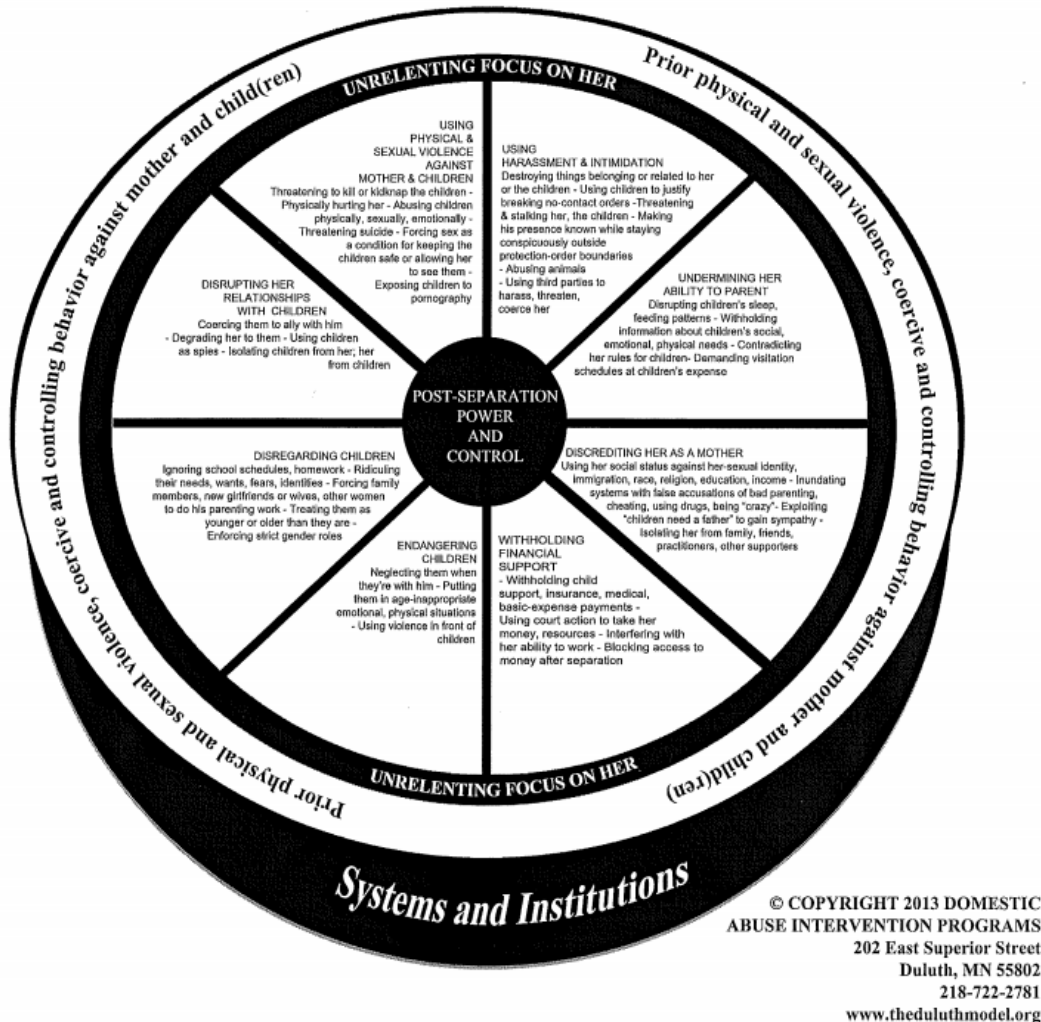 Prior physical and sexual violence, coercive and controlling behavior against mother and child(ren)
Prior physical and sexual violence, coercive and controlling behavior against mother and child(ren)
UNRELENTING FOCUS ON HER
USING
PHYSICAL &
SEXUAL VIOLENCE
AGAINST
MOTHER & CHILDREN
Threatening to kill or kidknap the children -
Physically hurting her - Abusing children
physically, sexually, emotionally -
Threatening suicide - Forcing sex as
a condition for keeping the
children safe or allowing her
to see them -
Exposing children to
pornography
USING
HARASSMENT & INTIMIDATION
Destroying things belonging or related to her
or the children - Using children to justify
breaking no-contact orders -Threatening
& stalking her, the children - Making
his presence known while staying
conspicuously outside
protection-order boundaries
- Abusing animals
- Using third parties to
harass, threaten,
coerce her
UNDERMINING HER
ABILITY TO PARENT
Disrupting children's sleep,
feeding patterns - Withholding
information about children's social,
emotional, physical needs - Contradicting
her rules for children- Demanding visitation
schedules at children's expense
DISCREDITING HER AS A MOTHER
Using her social status against her-sexual identity,
immigration, race, religion, education, income - Inundating
systems with false accusations of bad parenting,
cheating, using drugs, being "crazy"- Exploiting
"children need a father" to gain sympathy -
Isolating her from family, friends,
practitioners, other supporters
WITHHOLDING
FINANCIAL
SUPPORT
- Withholding child
support, insurance, medical,
basic-expense payments -
Using court action to take her
money, resources - Interfering with
her ability to work - Blocking access to
money after separation
ENDANGERING
CHILDREN
Neglecting them when
they're with him - Putting
them in age-inappropriate
emotional, physical situations
- Using violence in front of
children
DISREGARDING CHILDREN
Ignoring school schedules, homework - Ridiculing
their needs, wants, fears, identities - Forcing family
members, new girlfriends or wives, other women
to do his parenting work - Treating them as
younger or older than they are -
Enforcing strict gender roles
DISRUPTING HER
RELATIONSHIPS
WITH CHILDREN
Coercing them to ally with him
- Degrading her to them - Using children
as spies - Isolating children from her; her
from children
POST-SEPARATION
POWER
AND
CONTROL
UNRELENTING FOCUS ON HER
Systems and Institutions
© COPYRIGHT 2013 DOMESTIC
ABUSE INTERVENTION PROGRAMS
202 East Superior Street
Duluth, MN 55802
218-722-2781
www.theduluthmodel.org